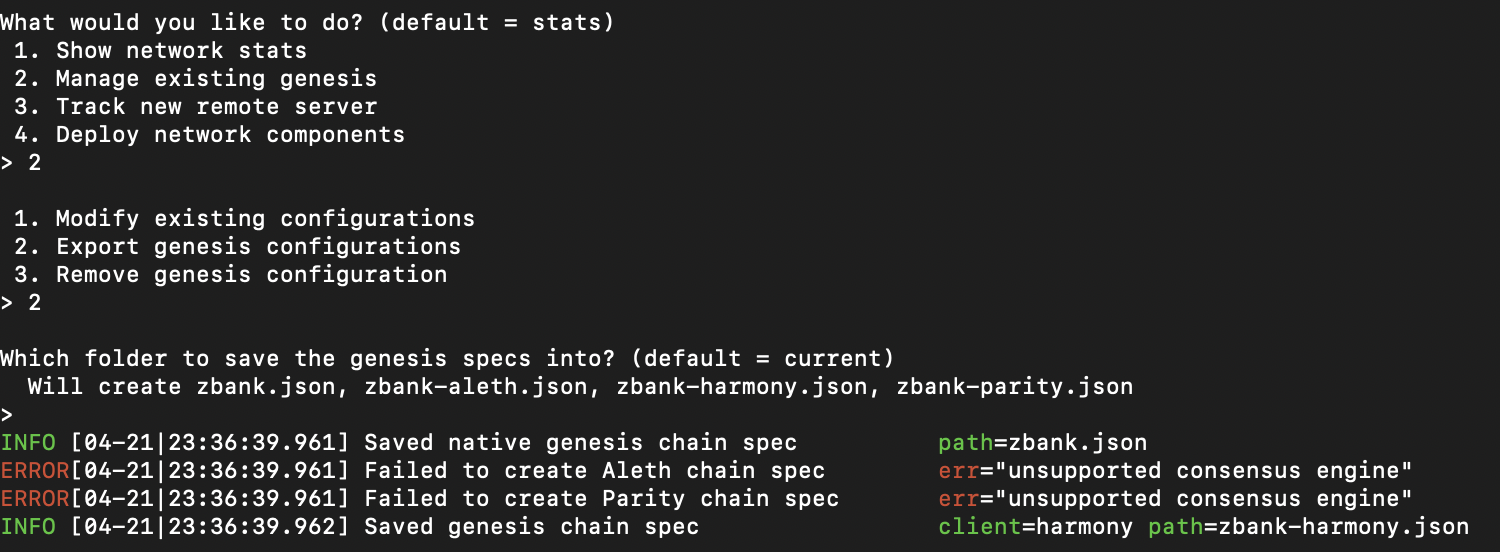 What would you like to do? (default = stats)
 1. Show network stats
 2. Manage existing genesis
 3. Track new remote server
 4. Deploy network components
> 2
 1. Modify existing configurations
 2. Export genesis configurations
 3. Remove genesis configuration
> 2
Which folder to save the genesis specs into? (default = current)
  Will create zbank.json, zbank-aleth.json, zbank-harmony.json, zbank-parity.json
>
INFO [04-21|23:36:39.961] Saved native genesis chain spec          path=zbank.json
ERROR[04-21|23:36:39.961] Failed to create Aleth chain spec        err="unsupported consensus engine"
ERROR[04-21|23:36:39.961] Failed to create Parity chain spec       err="unsupported consensus engine"
INFO [04-21|23:36:39.962] Saved genesis chain spec                 client=harmony path=zbank-harmony.json